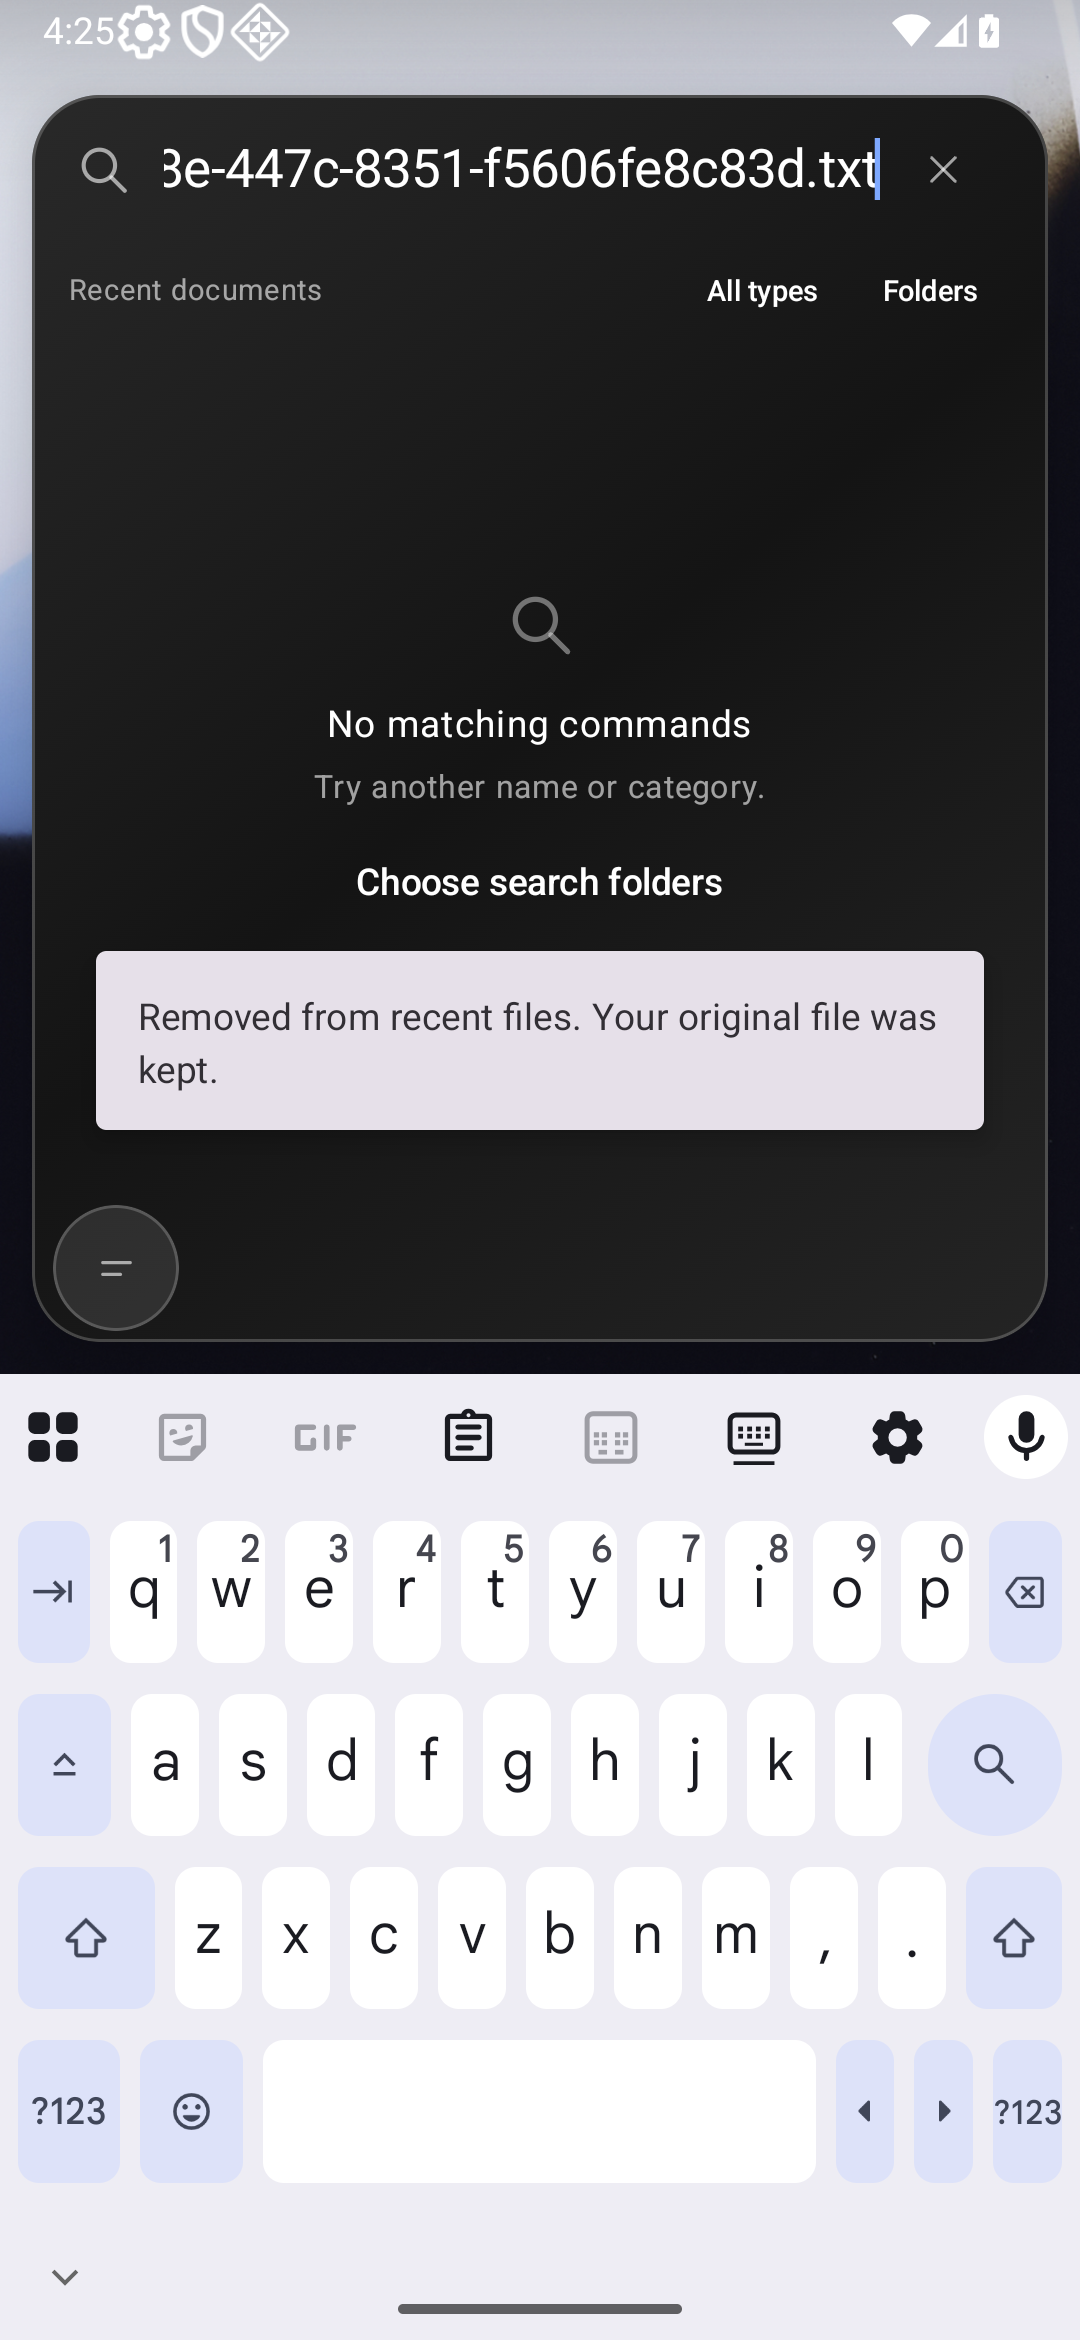 4:25
3e-447c-8351-f5606fe8c83d.txt
Recent documents
All types
Folders
No matching commands
Try another name or category.
Choose search folders
Removed from recent files. Your original file was
kept.
GIF
1 2 3 4 5 6 7 8 9 0
q w e r t y u i o p
a s d f g h j k l
z x c v b n m , .
?123
?123